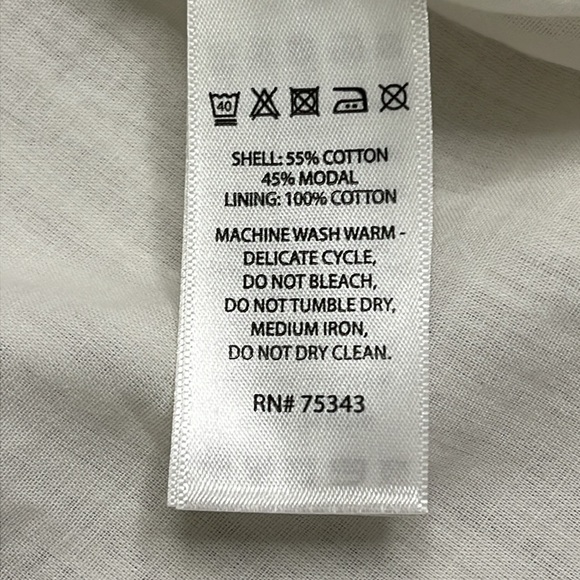 40
SHELL: 55% COTTON
45% MODAL
LINING: 100% COTTON
MACHINE WASH WARM -
DELICATE CYCLE,
DO NOT BLEACH,
DO NOT TUMBLE DRY,
MEDIUM IRON,
DO NOT DRY CLEAN.
RN# 75343